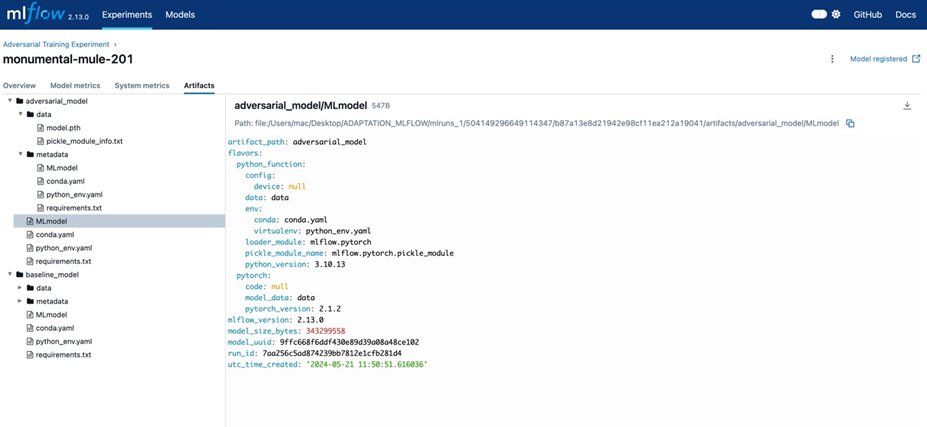 mlflow 2.13.0 Experiments Models GitHub Docs
Adversarial Training Experiment
monumental-mule-201
Model registered
Overview Model metrics System metrics Artifacts
adversarial_model
data
model.pth
pickle_module_info.txt
metadata
MLmodel
conda.yaml
python_env.yaml
requirements.txt
MLmodel
conda.yaml
python_env.yaml
requirements.txt
baseline_model
data
metadata
MLmodel
conda.yaml
python_env.yaml
requirements.txt
adversarial_model/MLmodel 547B
Path: file:/Users/mac/Desktop/ADAPTATION_MLFLOW/mlruns_1/504149296649114347/b87a13e8d21942e98cf11ea212a19041/artifacts/adversarial_model/MLmodel
artifact_path: adversarial_model
flavors:
python_function:
config:
device: null
data: data
env:
conda: conda.yaml
virtualenv: python_env.yaml
loader_module: mlflow.pytorch
pickle_module_name: mlflow.pytorch.pickle_module
python_version: 3.10.13
pytorch:
code: null
model_data: data
pytorch_version: 2.1.2
mlflow_version: 2.13.0
model_size_bytes: 343299558
model_uuid: 9ffc668f6ddf430e89d39a08a48ce102
run_id: 7aa256c5ad874239bb7812e1cfb281d4
utc_time_created: '2024-05-21 11:50:51.616036'